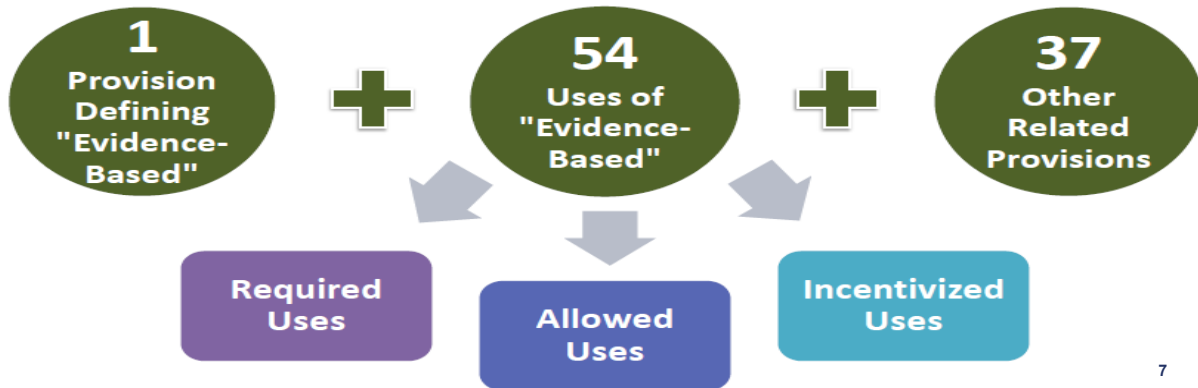 1
Provision
Defining
"Evidence-
Based"
54
Uses of
"Evidence-
Based"
37
Other
Related
Provisions
Required
Uses
Allowed
Uses
Incentivized
Uses
7